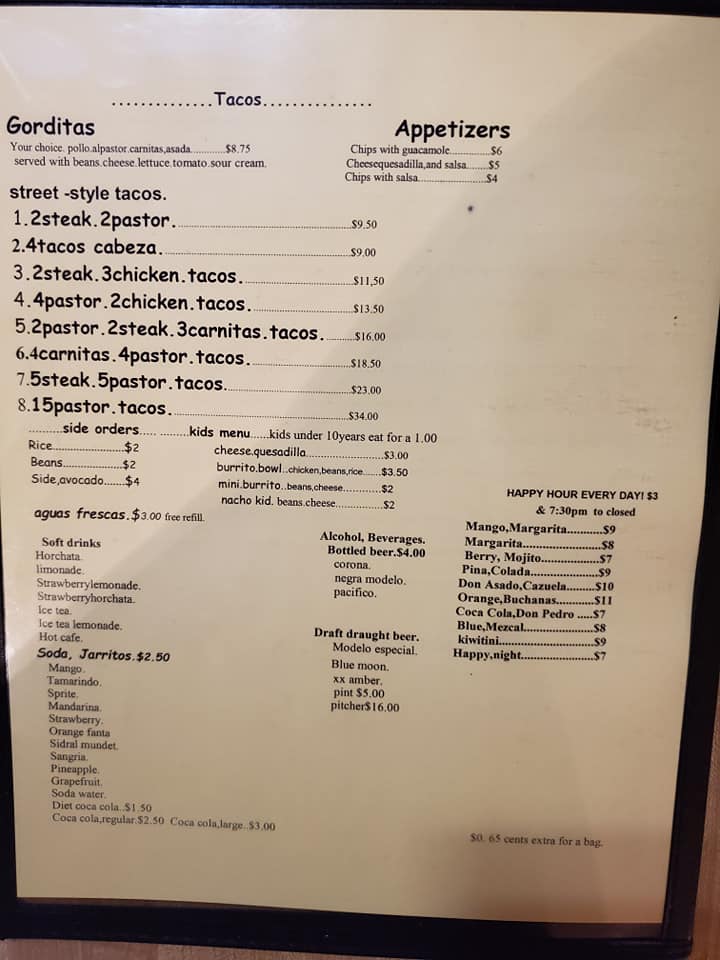 ..............Tacos...............
Gorditas
Your choice. pollo.alpastor.carnitas,asada............$8.75
served with beans.cheese.lettuce.tomato.sour cream.
Appetizers
Chips with guacamole..............$6
Cheesequesadilla,and salsa.......$5
Chips with salsa.......................$4
street -style tacos.
1.2steak.2pastor...............................$9.50
2.4tacos cabeza...............................$9.00
3.2steak.3chicken.tacos...............................$11,50
4.4pastor.2chicken.tacos...............................$13.50
5.2pastor.2steak.3carnitas.tacos..........$16.00
6.4carnitas.4pastor.tacos...............................$18.50
7.5steak.5pastor.tacos...............................$23.00
8.15pastor.tacos...............................$34.00
.........side orders..... .........kids menu......kids under 10years eat for a 1.00
Rice........................$2
Beans...................$2
Side,avocado.......$4
cheese.quesadilla........................$3.00
burrito.bowl..chicken,beans,rice......$3.50
mini.burrito..beans,cheese............$2
nacho kid. beans.cheese...............$2
aguas frescas.$3.00 free refill.
Soft drinks
Horchata.
limonade.
Strawberrylemonade.
Strawberryhorchata.
Ice tea.
Ice tea lemonade.
Hot cafe.
Soda, Jarritos.$2.50
Mango.
Tamarindo.
Sprite.
Mandarina.
Strawberry.
Orange fanta
Sidral mundet.
Sangria.
Pineapple.
Grapefruit.
Soda water.
Diet coca cola..$1.50
Coca cola,regular.$2.50 Coca cola,large..$3.00
Alcohol, Beverages.
Bottled beer.$4.00
corona.
negra modelo.
pacifico.
Draft draught beer.
Modelo especial.
Blue moon.
xx amber.
pint $5.00
pitcher$16.00
HAPPY HOUR EVERY DAY! $3
& 7:30pm to closed
Mango,Margarita...........$9
Margarita........................$8
Berry, Mojito.................$7
Pina,Colada.....................$9
Don Asado,Cazuela.........$10
Orange,Buchanas............$11
Coca Cola,Don Pedro .....$7
Blue,Mezcal.....................$8
kiwitini.............................$9
Happy,night......................$7
$0. 65 cents extra for a bag.